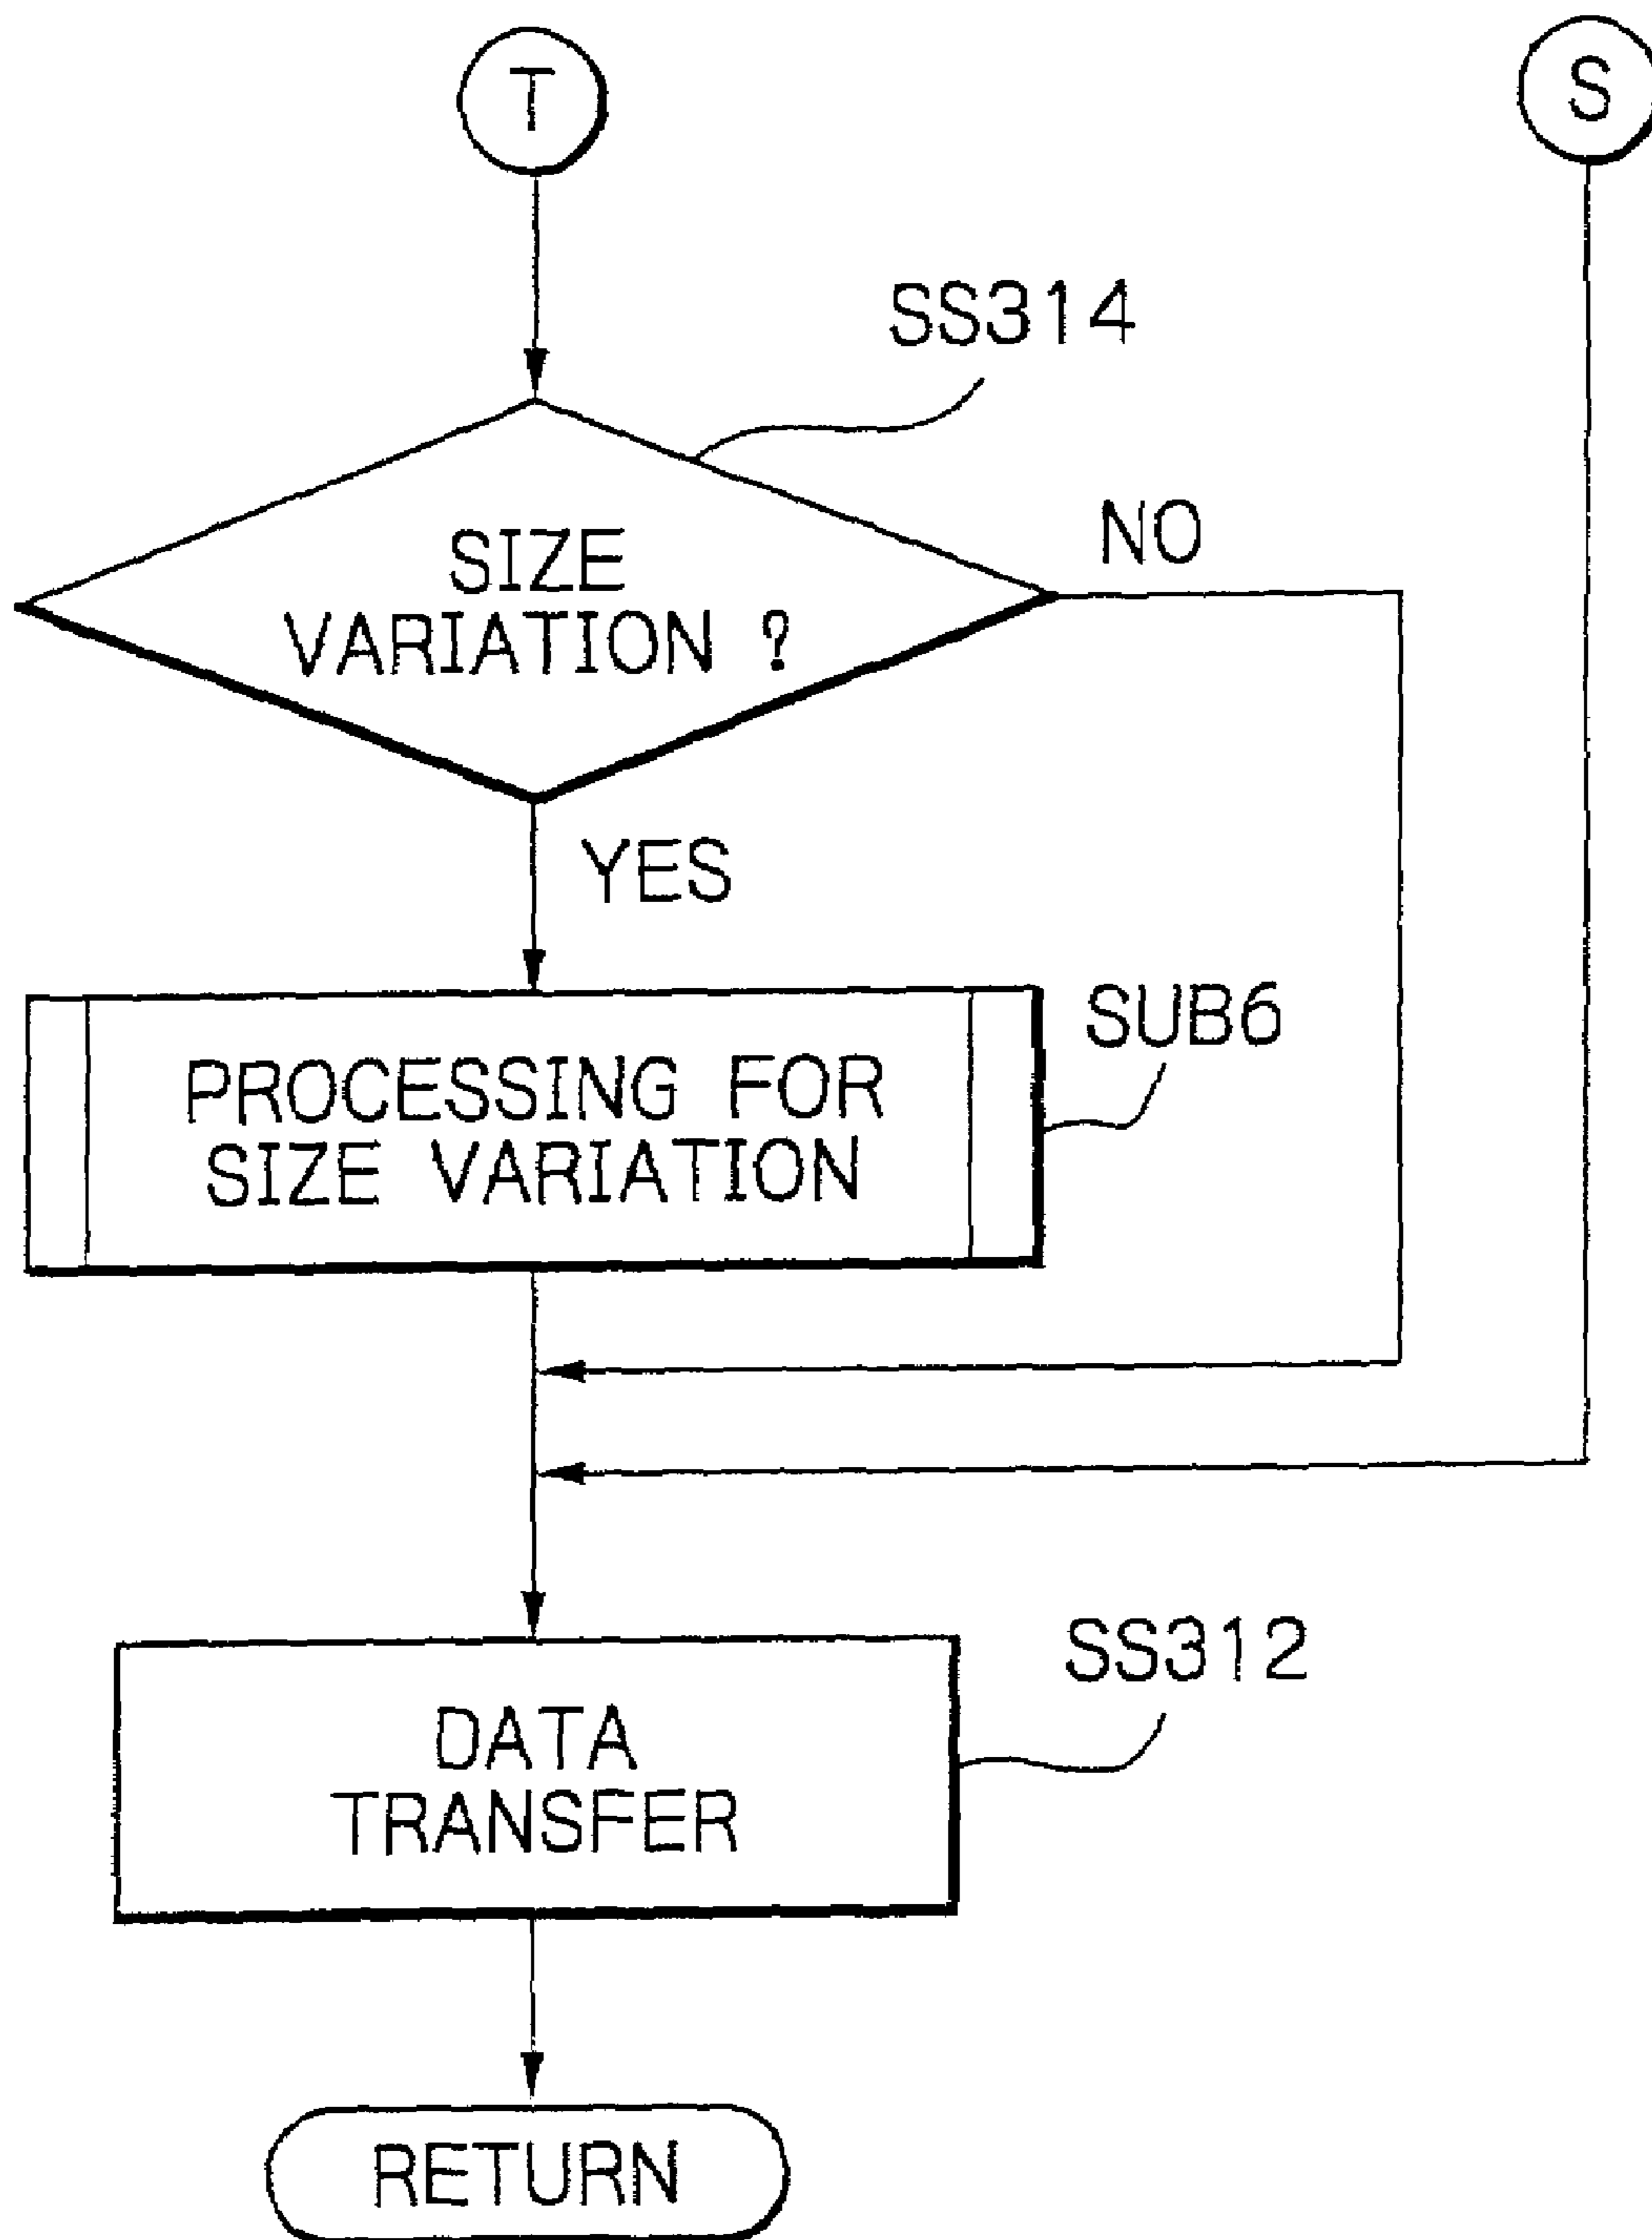 T
S
SS314
SIZE
VARIATION ?
NO
YES
SUB6
PROCESSING FOR
SIZE VARIATION
SS312
DATA
TRANSFER
RETURN